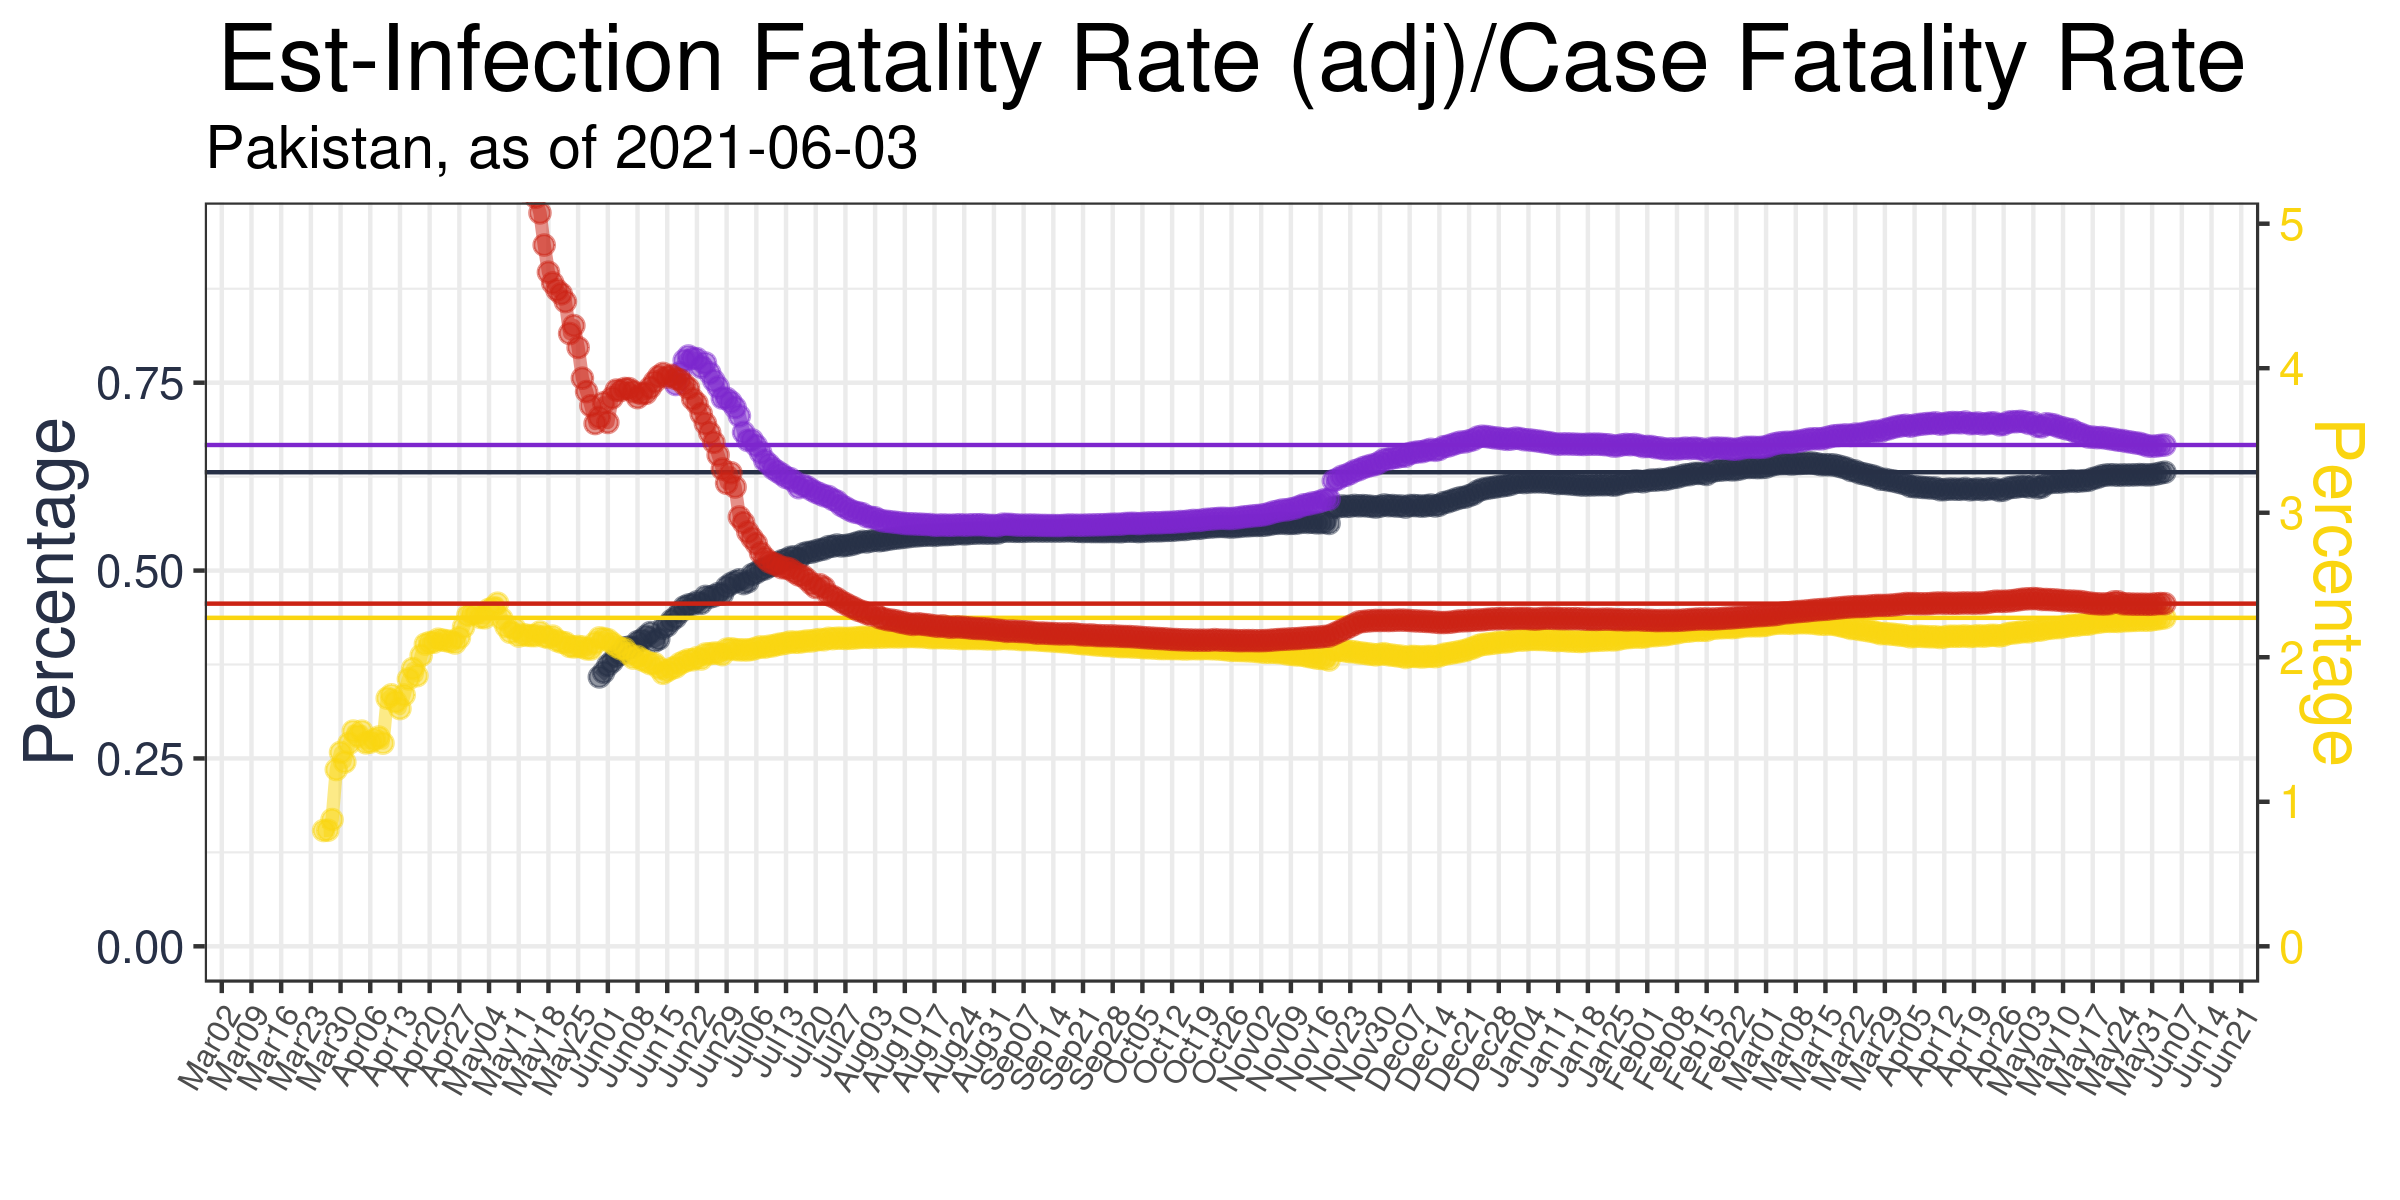 Est-Infection Fatality Rate (adj)/Case Fatality Rate
Pakistan, as of 2021-06-03
Percentage
0.75
0.50
0.25
0.00
5
4
3
2
1
0
Percentage
Mar02
Mar09
Mar16
Mar23
Mar30
Apr06
Apr13
Apr20
Apr27
May04
May11
May18
May25
Jun01
Jun08
Jun15
Jun22
Jun29
Jul06
Jul13
Jul20
Jul27
Aug03
Aug10
Aug17
Aug24
Aug31
Sep07
Sep14
Sep21
Sep28
Oct05
Oct12
Oct19
Oct26
Nov02
Nov09
Nov16
Nov23
Nov30
Dec07
Dec14
Dec21
Dec28
Jan04
Jan11
Jan18
Jan25
Feb01
Feb08
Feb15
Feb22
Mar01
Mar08
Mar15
Mar22
Mar29
Apr05
Apr12
Apr19
Apr26
May03
May10
May17
May24
May31
Jun07
Jun14
Jun21